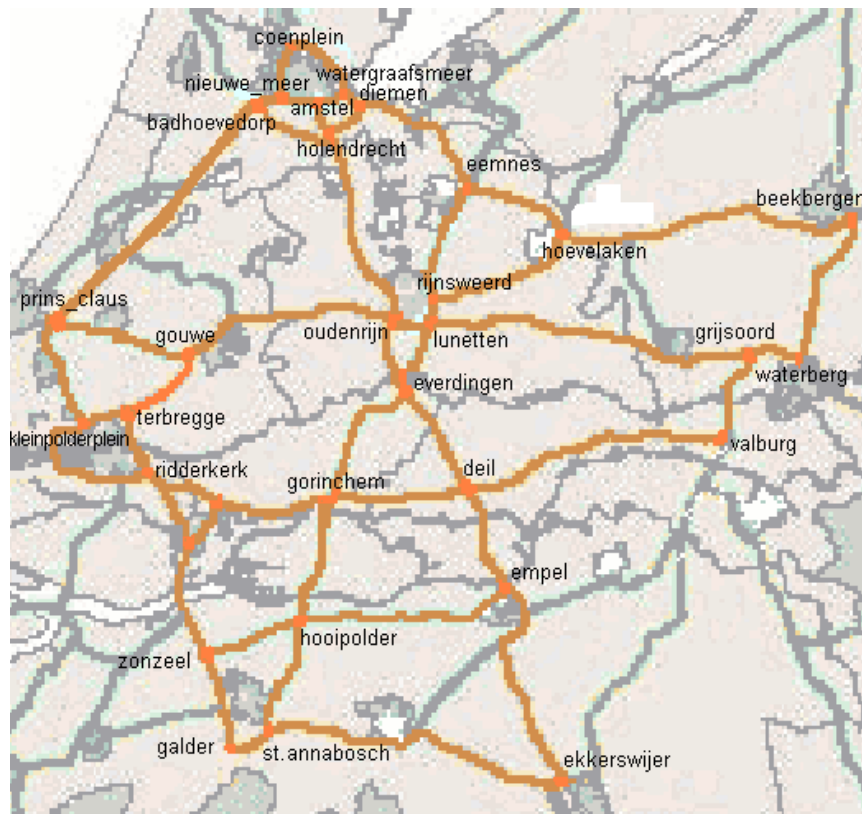 coenplein
watergraafsmeer
nieuwe_meer
diemen
amstel
badhoevedorp
holendrecht
eemnes
beekbergen
hoevelaken
rijnsweerd
prins_claus
gouwe
oudenrijn
lunetten
grijsoord
waterberg
everdingen
terbregge
kleinpolderplein
valburg
ridderkerk
gorinchem
deil
empel
hooipolder
zonzeel
galder
st.annabosch
ekkerswijer